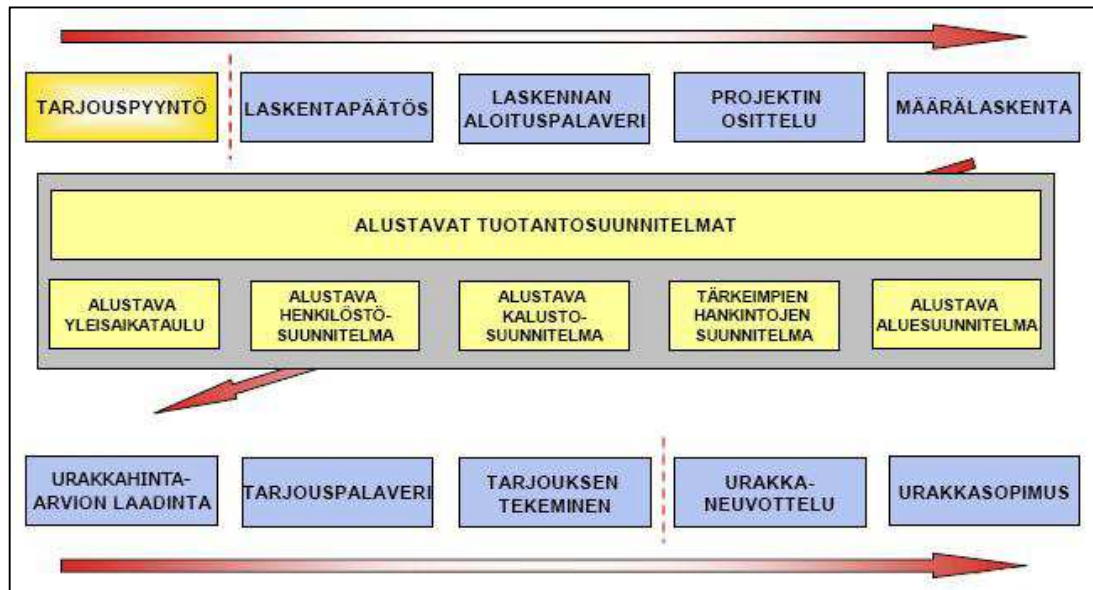 TARJOUSPYYNTÖ
LASKENTAPÄÄTÖS
LASKENNAN
ALOITUSPALAVERI
PROJEKTIN
OSITTELU
MÄÄRÄLASKENTA
ALUSTAVAT TUOTANTOSUUNNITELMAT
ALUSTAVA
YLEISAIKATAULU
ALUSTAVA
HENKILÖSTÖ-
SUUNNITELMA
ALUSTAVA
KALUSTO-
SUUNNITELMA
TÄRKEIMPIEN
HANKINTOJEN
SUUNNITELMA
ALUSTAVA
ALUESUUNNITELMA
URAKKAHINTA-
ARVION LAADINTA
TARJOUSPALAVERI
TARJOUKSEN
TEKEMINEN
URAKKA-
NEUVOTTELU
URAKKASOPIMUS